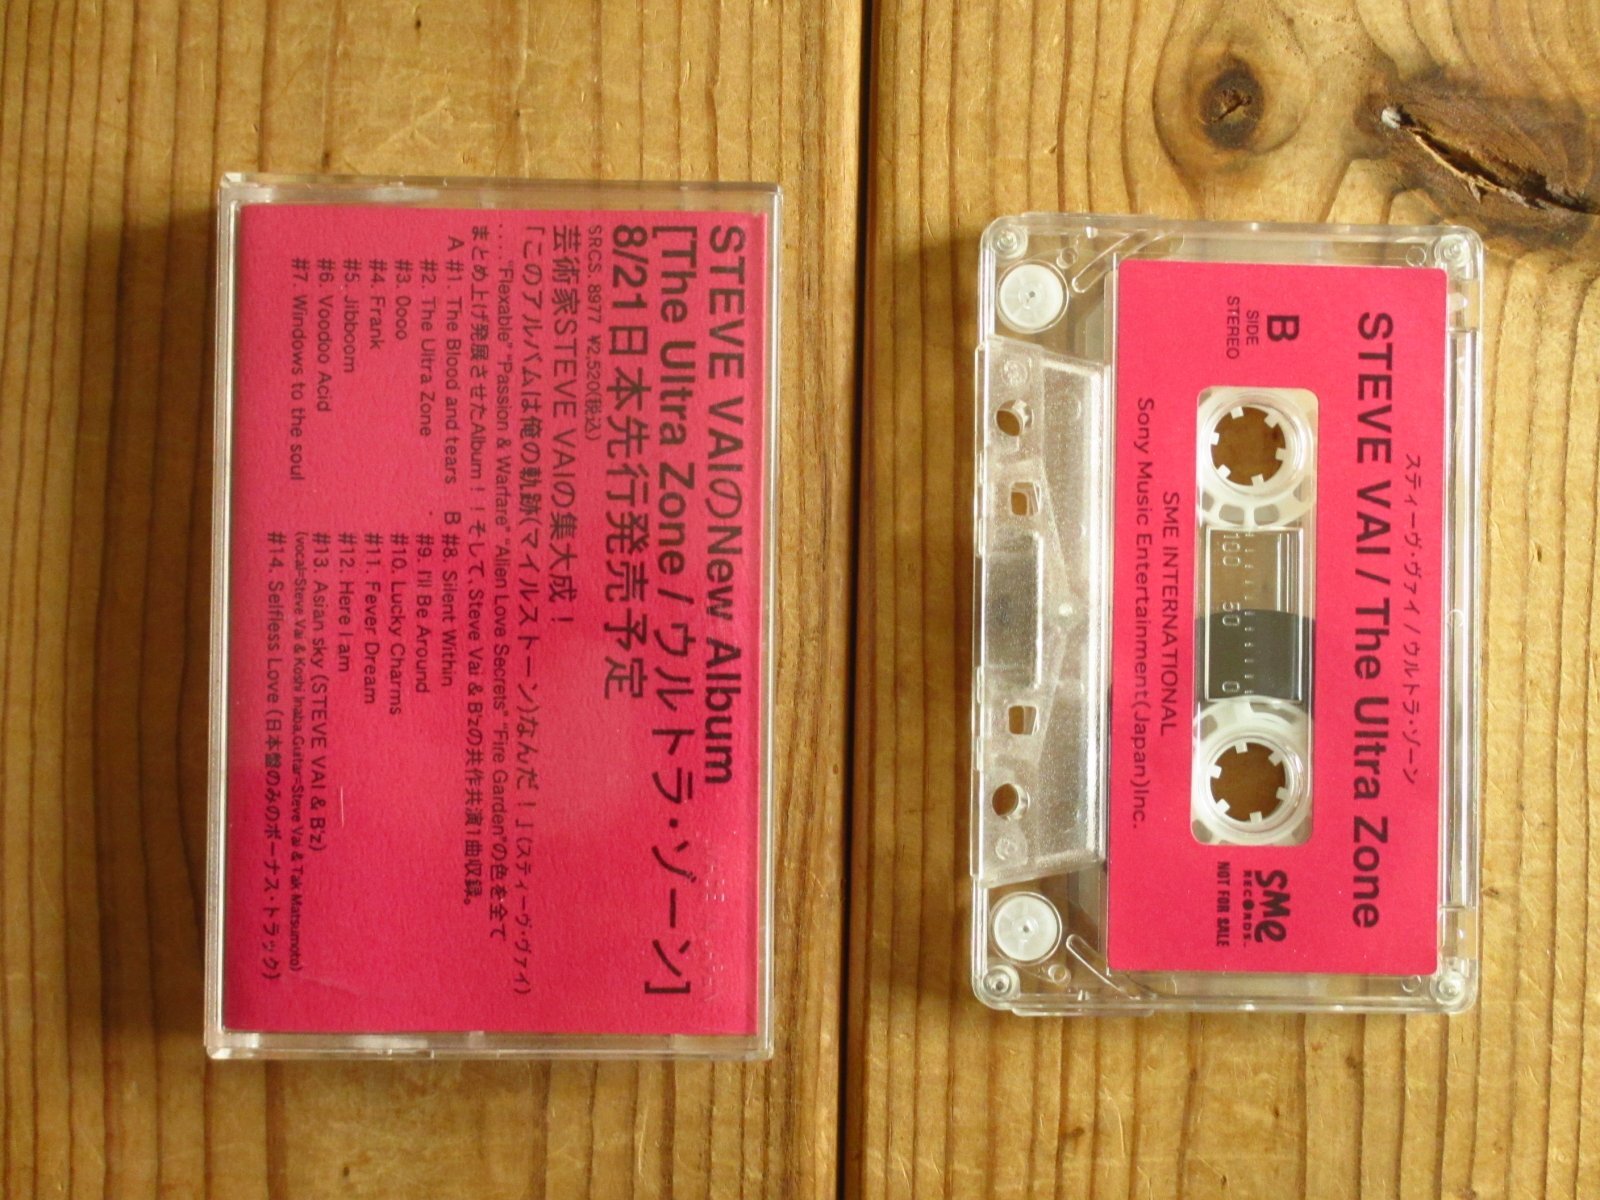 STEVE VAIのNew Album
[The Ultra Zone / ウルトラ・ゾーン]
8/21日本先行発売予定
SRCS. 8977 ¥2,520(税込)
芸術家STEVE VAIの集大成！
「このアルバムは俺の軌跡(マイルストーン)なんだ！」(スティーヴ・ヴァイ)
...."Flexable" "Passion & Warfare" "Alien Love Secrets" "Fire Garden"の色を全て
まとめ上げ発展させたAlbum！！そして、Steve Vai & B'zの共作共演1曲収録。
A #1. The Blood and tears
#2. The Ultra Zone
#3. Oooo
#4. Frank
#5. Jibboom
#6. Voodoo Acid
#7. Windows to the soul
B #8. Silent Within
#9. I'll Be Around
#10. Lucky Charms
#11. Fever Dream
#12. Here I am
#13. Asian sky (STEVE VAI & B'z)
(vocal=Steve Vai & Koshi Inaba,Guitar=Steve Vai & Tak Matsumoto)
#14. Selfless Love (日本盤のみのボーナス・トラック)
スティーヴ・ヴァイ / ウルトラ・ゾーン
STEVE VAI / The Ultra Zone
B
SIDE
STEREO
100 50 0
SME RECORDS
NOT FOR SALE
SME INTERNATIONAL
Sony Music Entertainment(Japan)Inc.